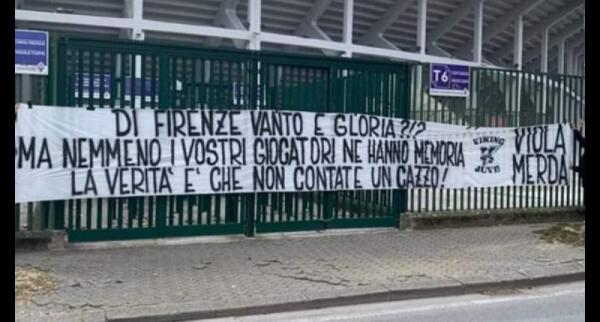 DI FIRENZE VANTO E GLORIA?!?
MA NEMMENO I VOSTRI GIOCATORI NE HANNO MEMORIA
LA VERITA' E' CHE NON CONTATE UN CAZZO!
VIKING
JUVE
VIOLA
MERDA
T6